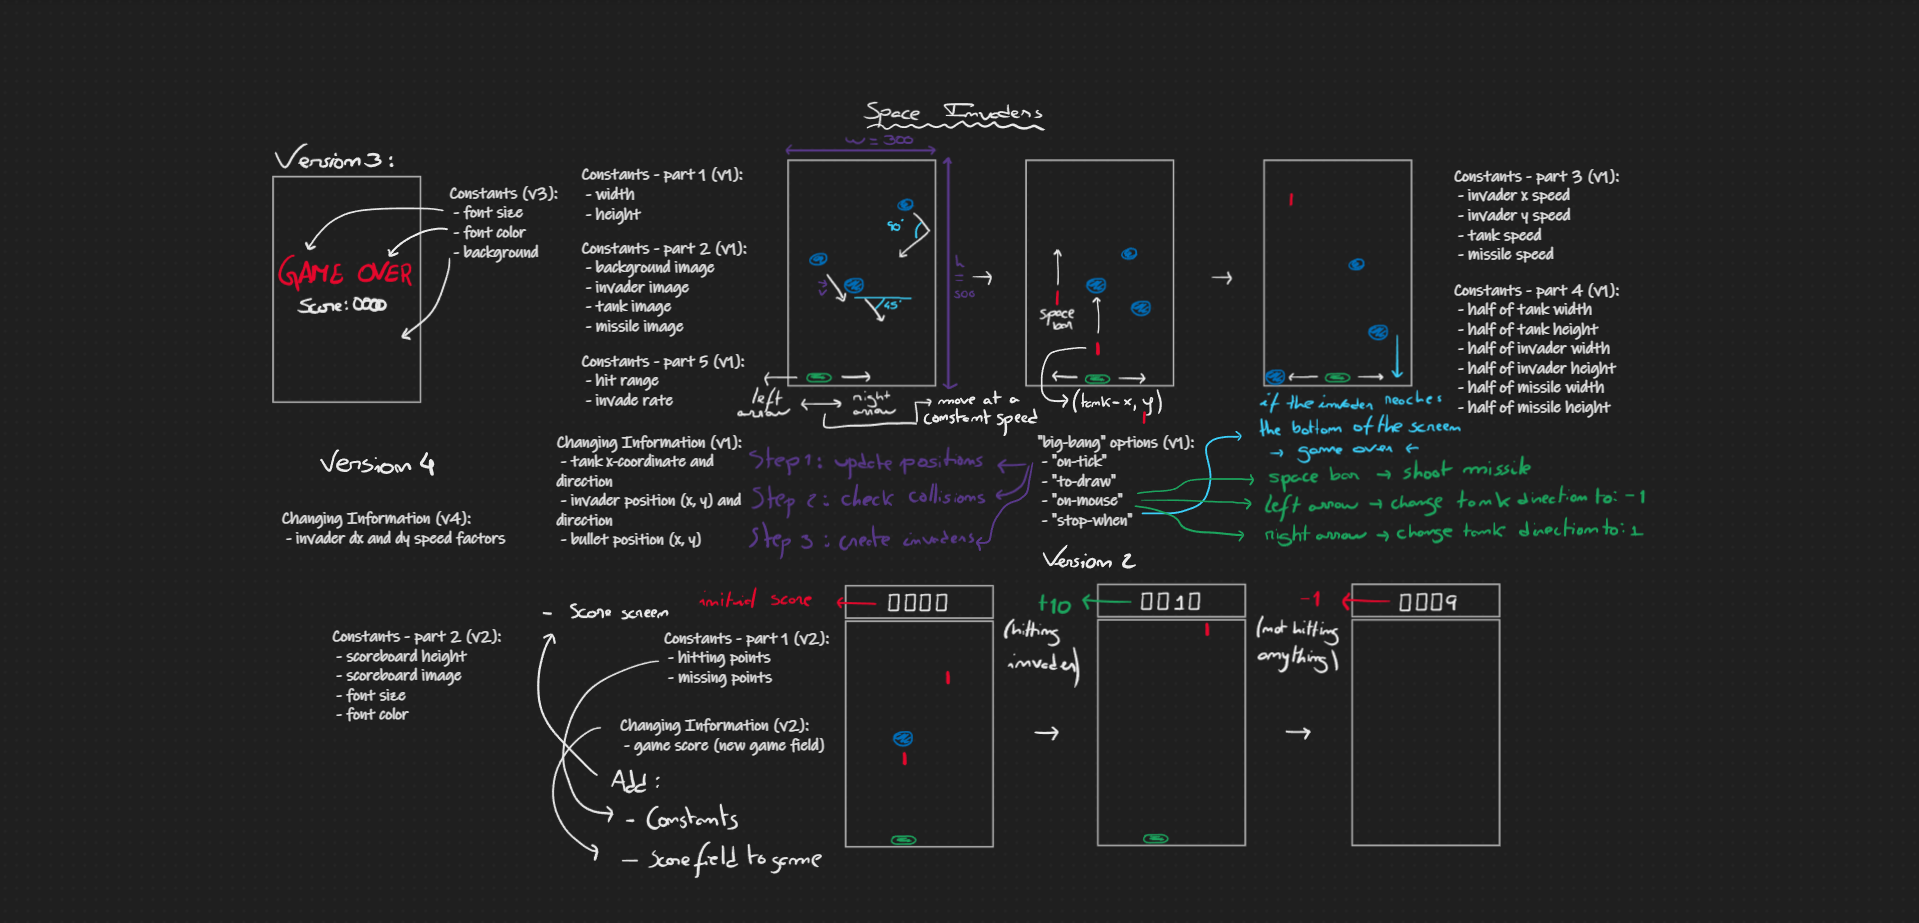 Space Invaders
Version 3:
GAME OVER
Score: 0000
Constants (v3):
- font size
- font color
- background
Constants - part 1 (v1):
- width
- height
Constants - part 2 (v1):
- background image
- invader image
- tank image
- missile image
Constants - part 5 (v1):
- hit range
- invade rate
w = 300
h = 500
90°
45°
left arrow
right arrow
→ move at a
constant speed
space
bar
(tank-x, y)
Constants - part 3 (v1):
- invader x speed
- invader y speed
- tank speed
- missile speed
Constants - part 4 (v1):
- half of tank width
- half of tank height
- half of invader width
- half of invader height
- half of missile width
- half of missile height
if the invader reaches
the bottom of the screen
→ game over ←
Changing Information (v1):
- tank x-coordinate and
direction
- invader position (x, y) and
direction
- bullet position (x, y)
Step 1: update positions
Step 2: check collisions
Step 3: create invaders
"big-bang" options (v1):
- "on-tick"
- "to-draw"
- "on-mouse"
- "stop-when"
space bar → shoot missile
left arrow → change tank direction to: -1
right arrow → change tank direction to: 1
Version 4
Changing Information (v4):
- invader dx and dy speed factors
Version 2
- Score screen
initial score
0000
+10
(hitting
invader)
0010
-1
(not hitting
anything)
0009
Constants - part 2 (v2):
- scoreboard height
- scoreboard image
- font size
- font color
Constants - part 1 (v2):
- hitting points
- missing points
Changing Information (v2):
- game score (new game field)
Add:
- Constants
- Score field to game